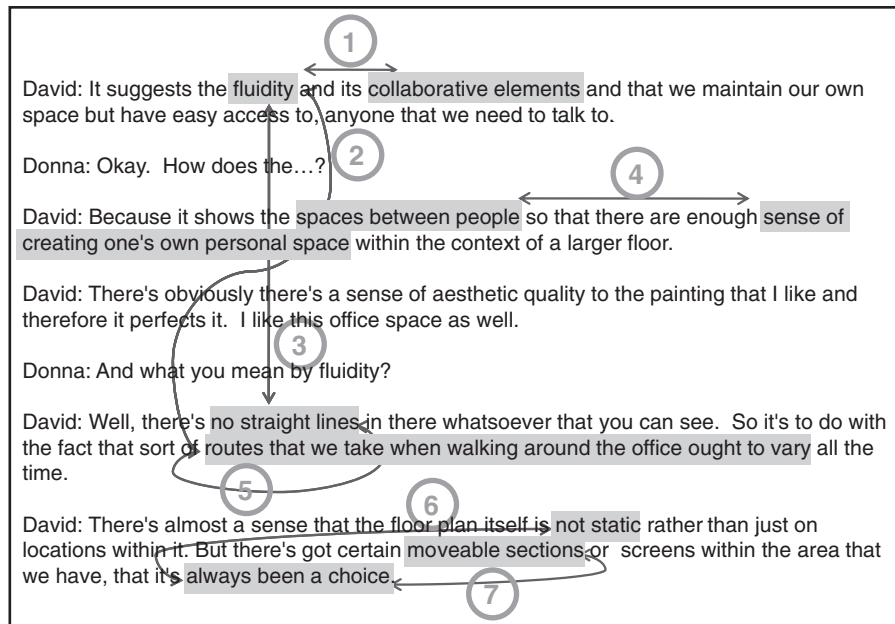 1
David: It suggests the fluidity and its collaborative elements and that we maintain our own
space but have easy access to, anyone that we need to talk to.
2
Donna: Okay. How does the…?
4
David: Because it shows the spaces between people so that there are enough sense of
creating one's own personal space within the context of a larger floor.
David: There's obviously there's a sense of aesthetic quality to the painting that I like and
therefore it perfects it. I like this office space as well.
3
Donna: And what you mean by fluidity?
David: Well, there's no straight lines in there whatsoever that you can see. So it's to do with
the fact that sort of routes that we take when walking around the office ought to vary all the
time.
5
6
David: There's almost a sense that the floor plan itself is not static rather than just on
locations within it. But there's got certain moveable sections or screens within the area that
we have, that it's always been a choice.
7